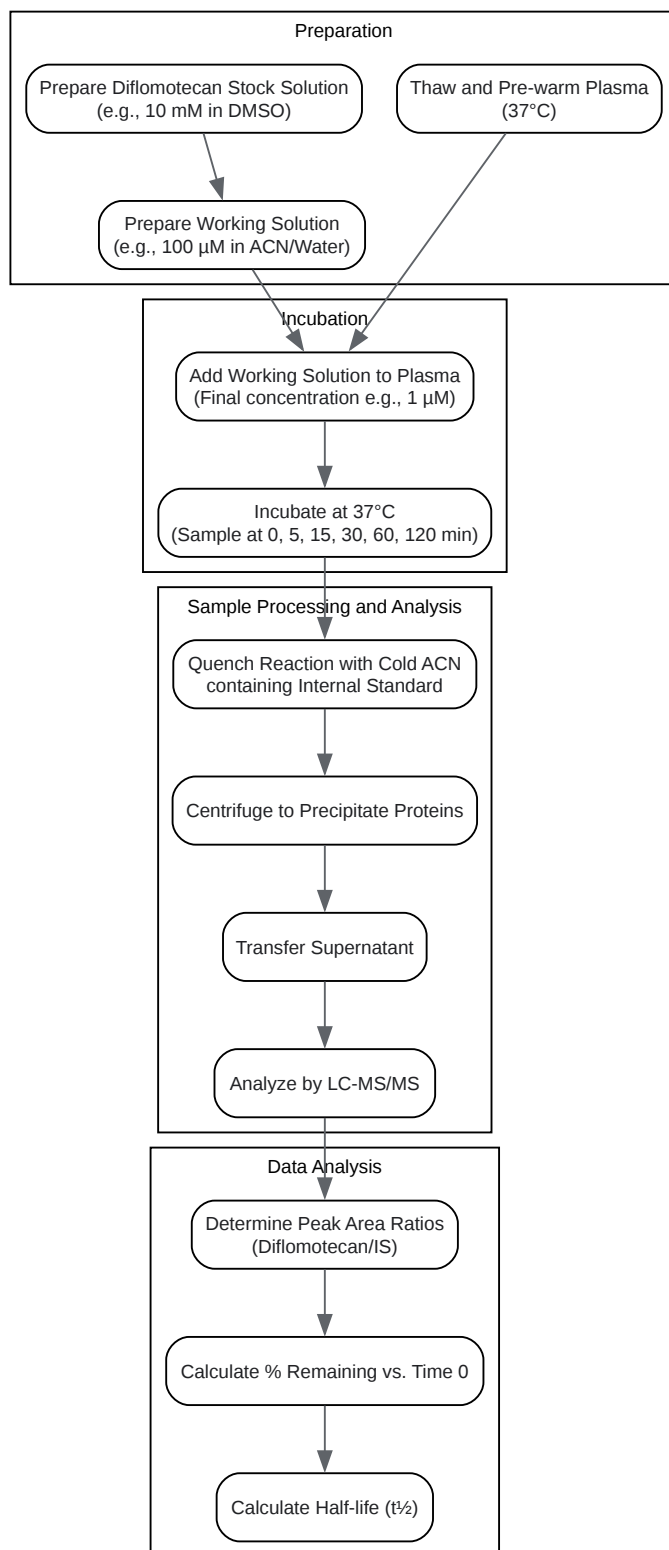 Preparation
Prepare Diflomotecan Stock Solution
(e.g., 10 mM in DMSO)
Thaw and Pre-warm Plasma
(37°C)
Prepare Working Solution
(e.g., 100 µM in ACN/Water)
Incubation
Add Working Solution to Plasma
(Final concentration e.g., 1 µM)
Incubate at 37°C
(Sample at 0, 5, 15, 30, 60, 120 min)
Sample Processing and Analysis
Quench Reaction with Cold ACN
containing Internal Standard
Centrifuge to Precipitate Proteins
Transfer Supernatant
Analyze by LC-MS/MS
Data Analysis
Determine Peak Area Ratios
(Diflomotecan/IS)
Calculate % Remaining vs. Time 0
Calculate Half-life (t½)